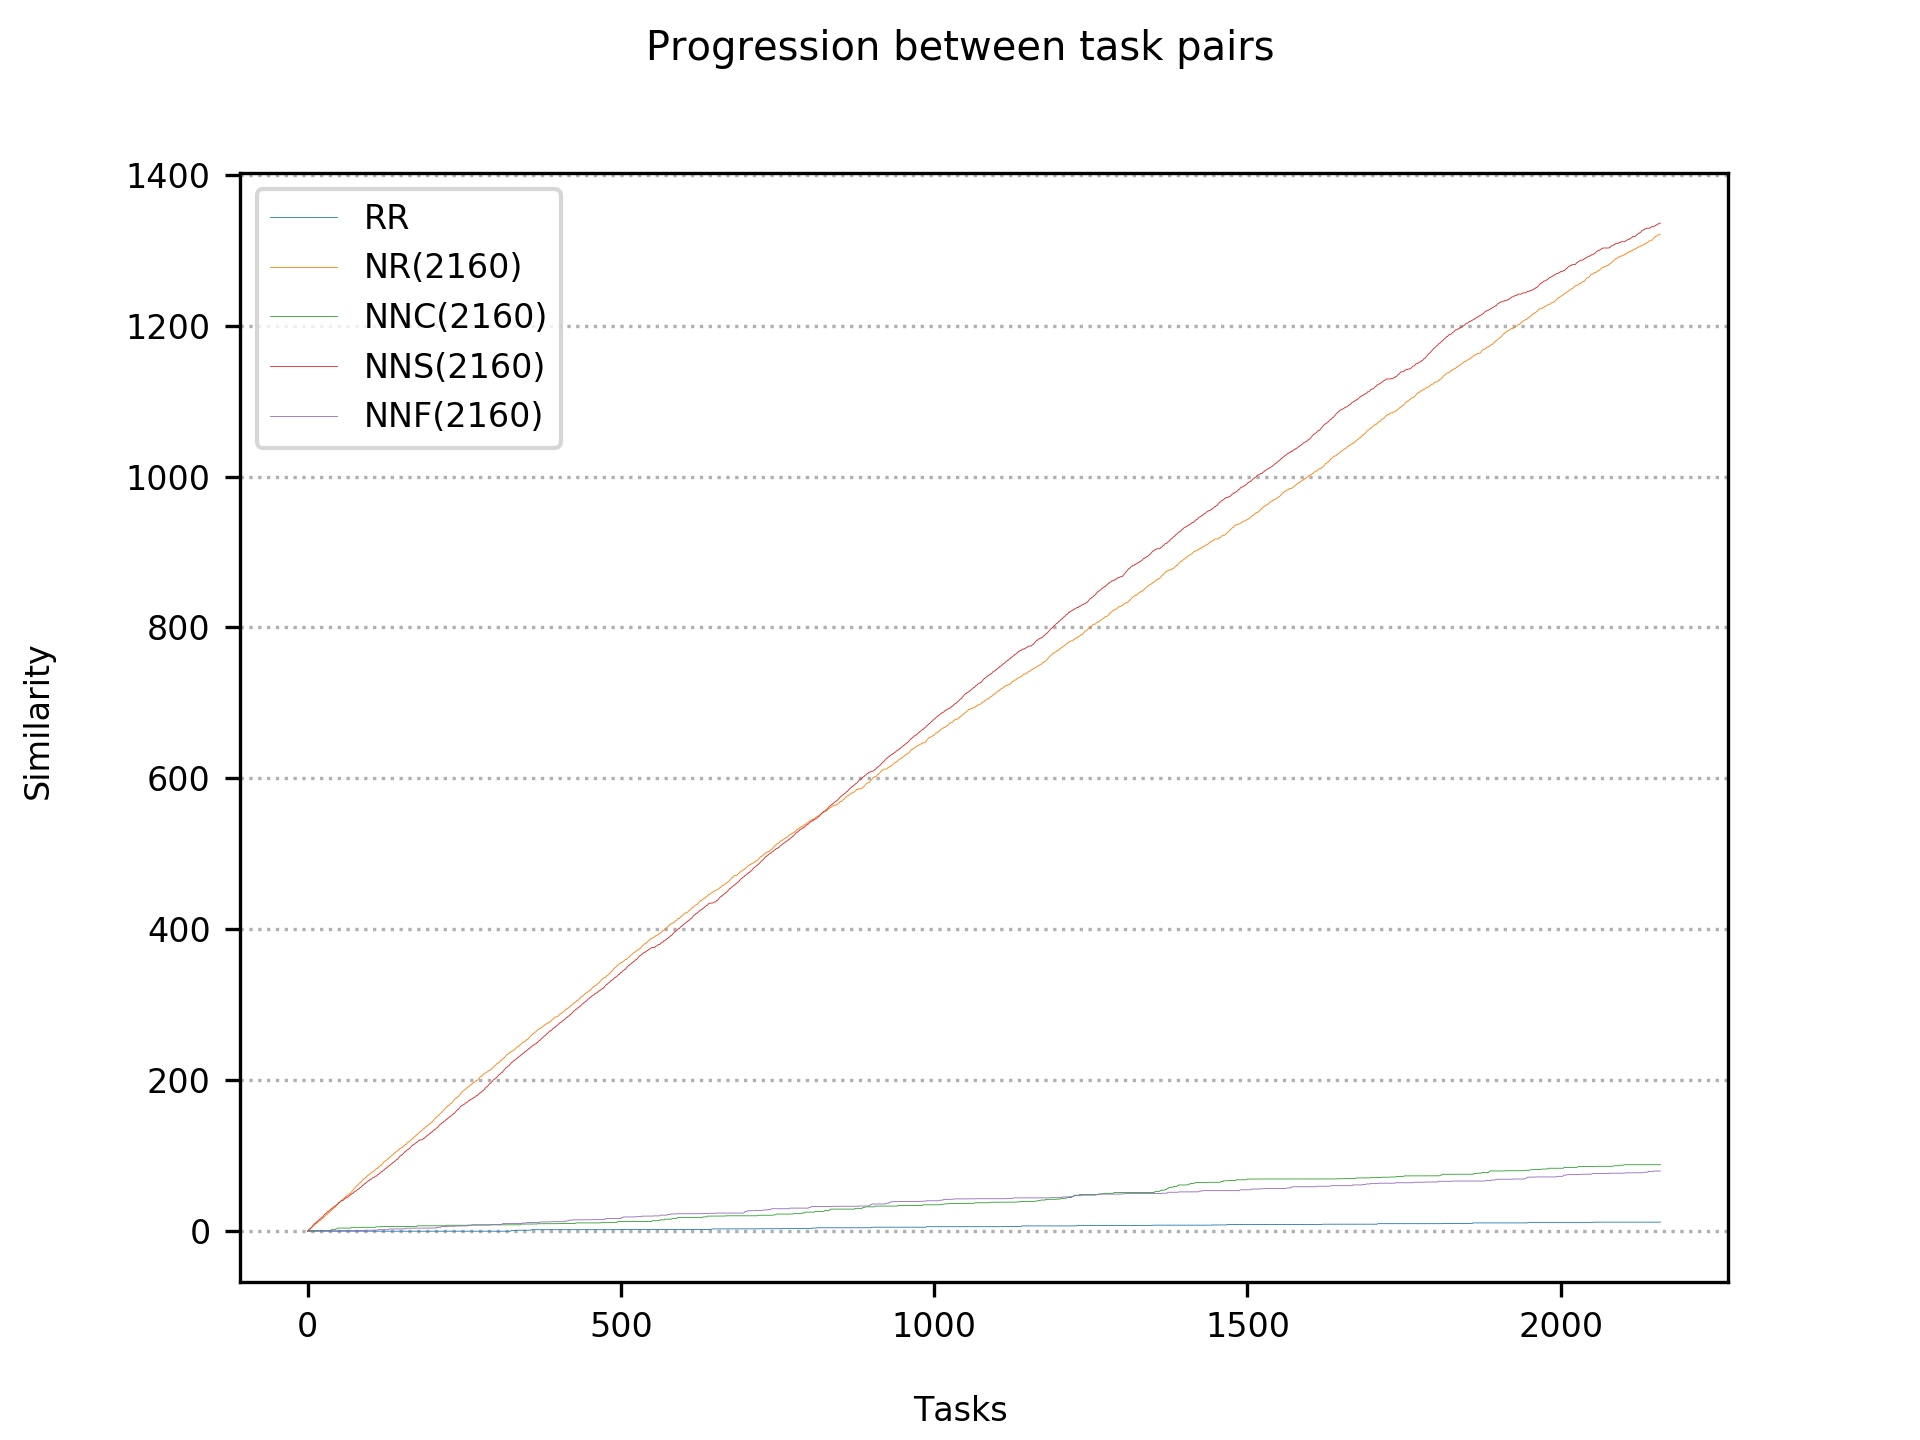 Progression between task pairs
1400
1200
1000
800
600
400
200
0
Similarity
RR
NR(2160)
NNC(2160)
NNS(2160)
NNF(2160)
0 500 1000 1500 2000
Tasks